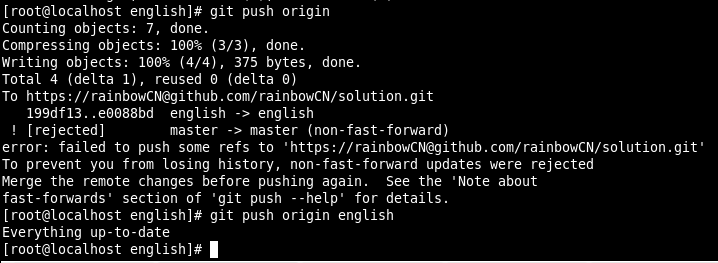 [root@localhost english]# git push origin
Counting objects: 7, done.
Compressing objects: 100% (3/3), done.
Writing objects: 100% (4/4), 375 bytes, done.
Total 4 (delta 1), reused 0 (delta 0)
To https://rainbowCN@github.com/rainbowCN/solution.git
   199df13..e0088bd  english -> english
 ! [rejected]        master -> master (non-fast-forward)
error: failed to push some refs to 'https://rainbowCN@github.com/rainbowCN/solution.git'
To prevent you from losing history, non-fast-forward updates were rejected
Merge the remote changes before pushing again.  See the 'Note about
fast-forwards' section of 'git push --help' for details.
[root@localhost english]# git push origin english
Everything up-to-date
[root@localhost english]#